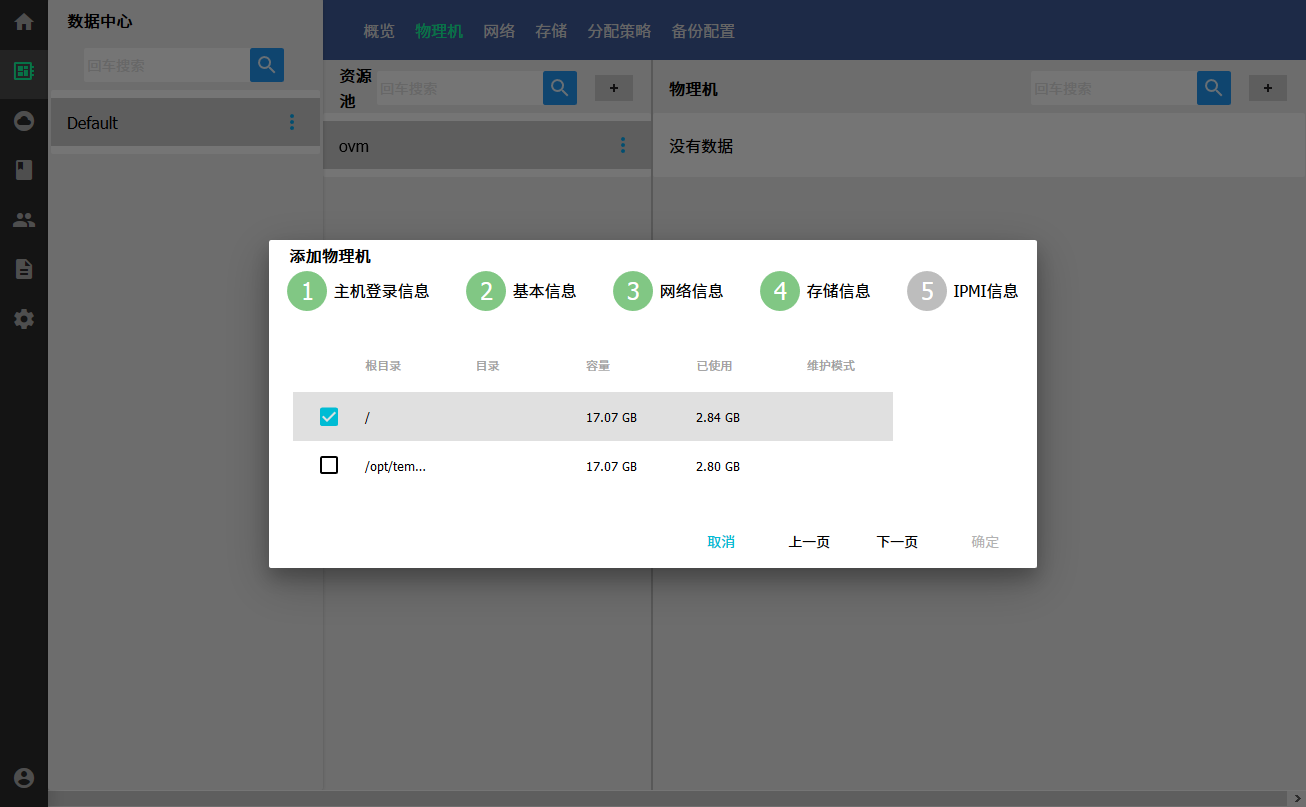 数据中心
回车搜索
Default
概览 物理机 网络 存储 分配策略 备份配置
资源池
回车搜索
+
ovm
物理机
回车搜索
+
没有数据
添加物理机
1 主机登录信息 2 基本信息 3 网络信息 4 存储信息 5 IPMI信息
根目录 目录 容量 已使用 维护模式
/ 17.07 GB 2.84 GB
/opt/tem... 17.07 GB 2.80 GB
取消 上一页 下一页 确定